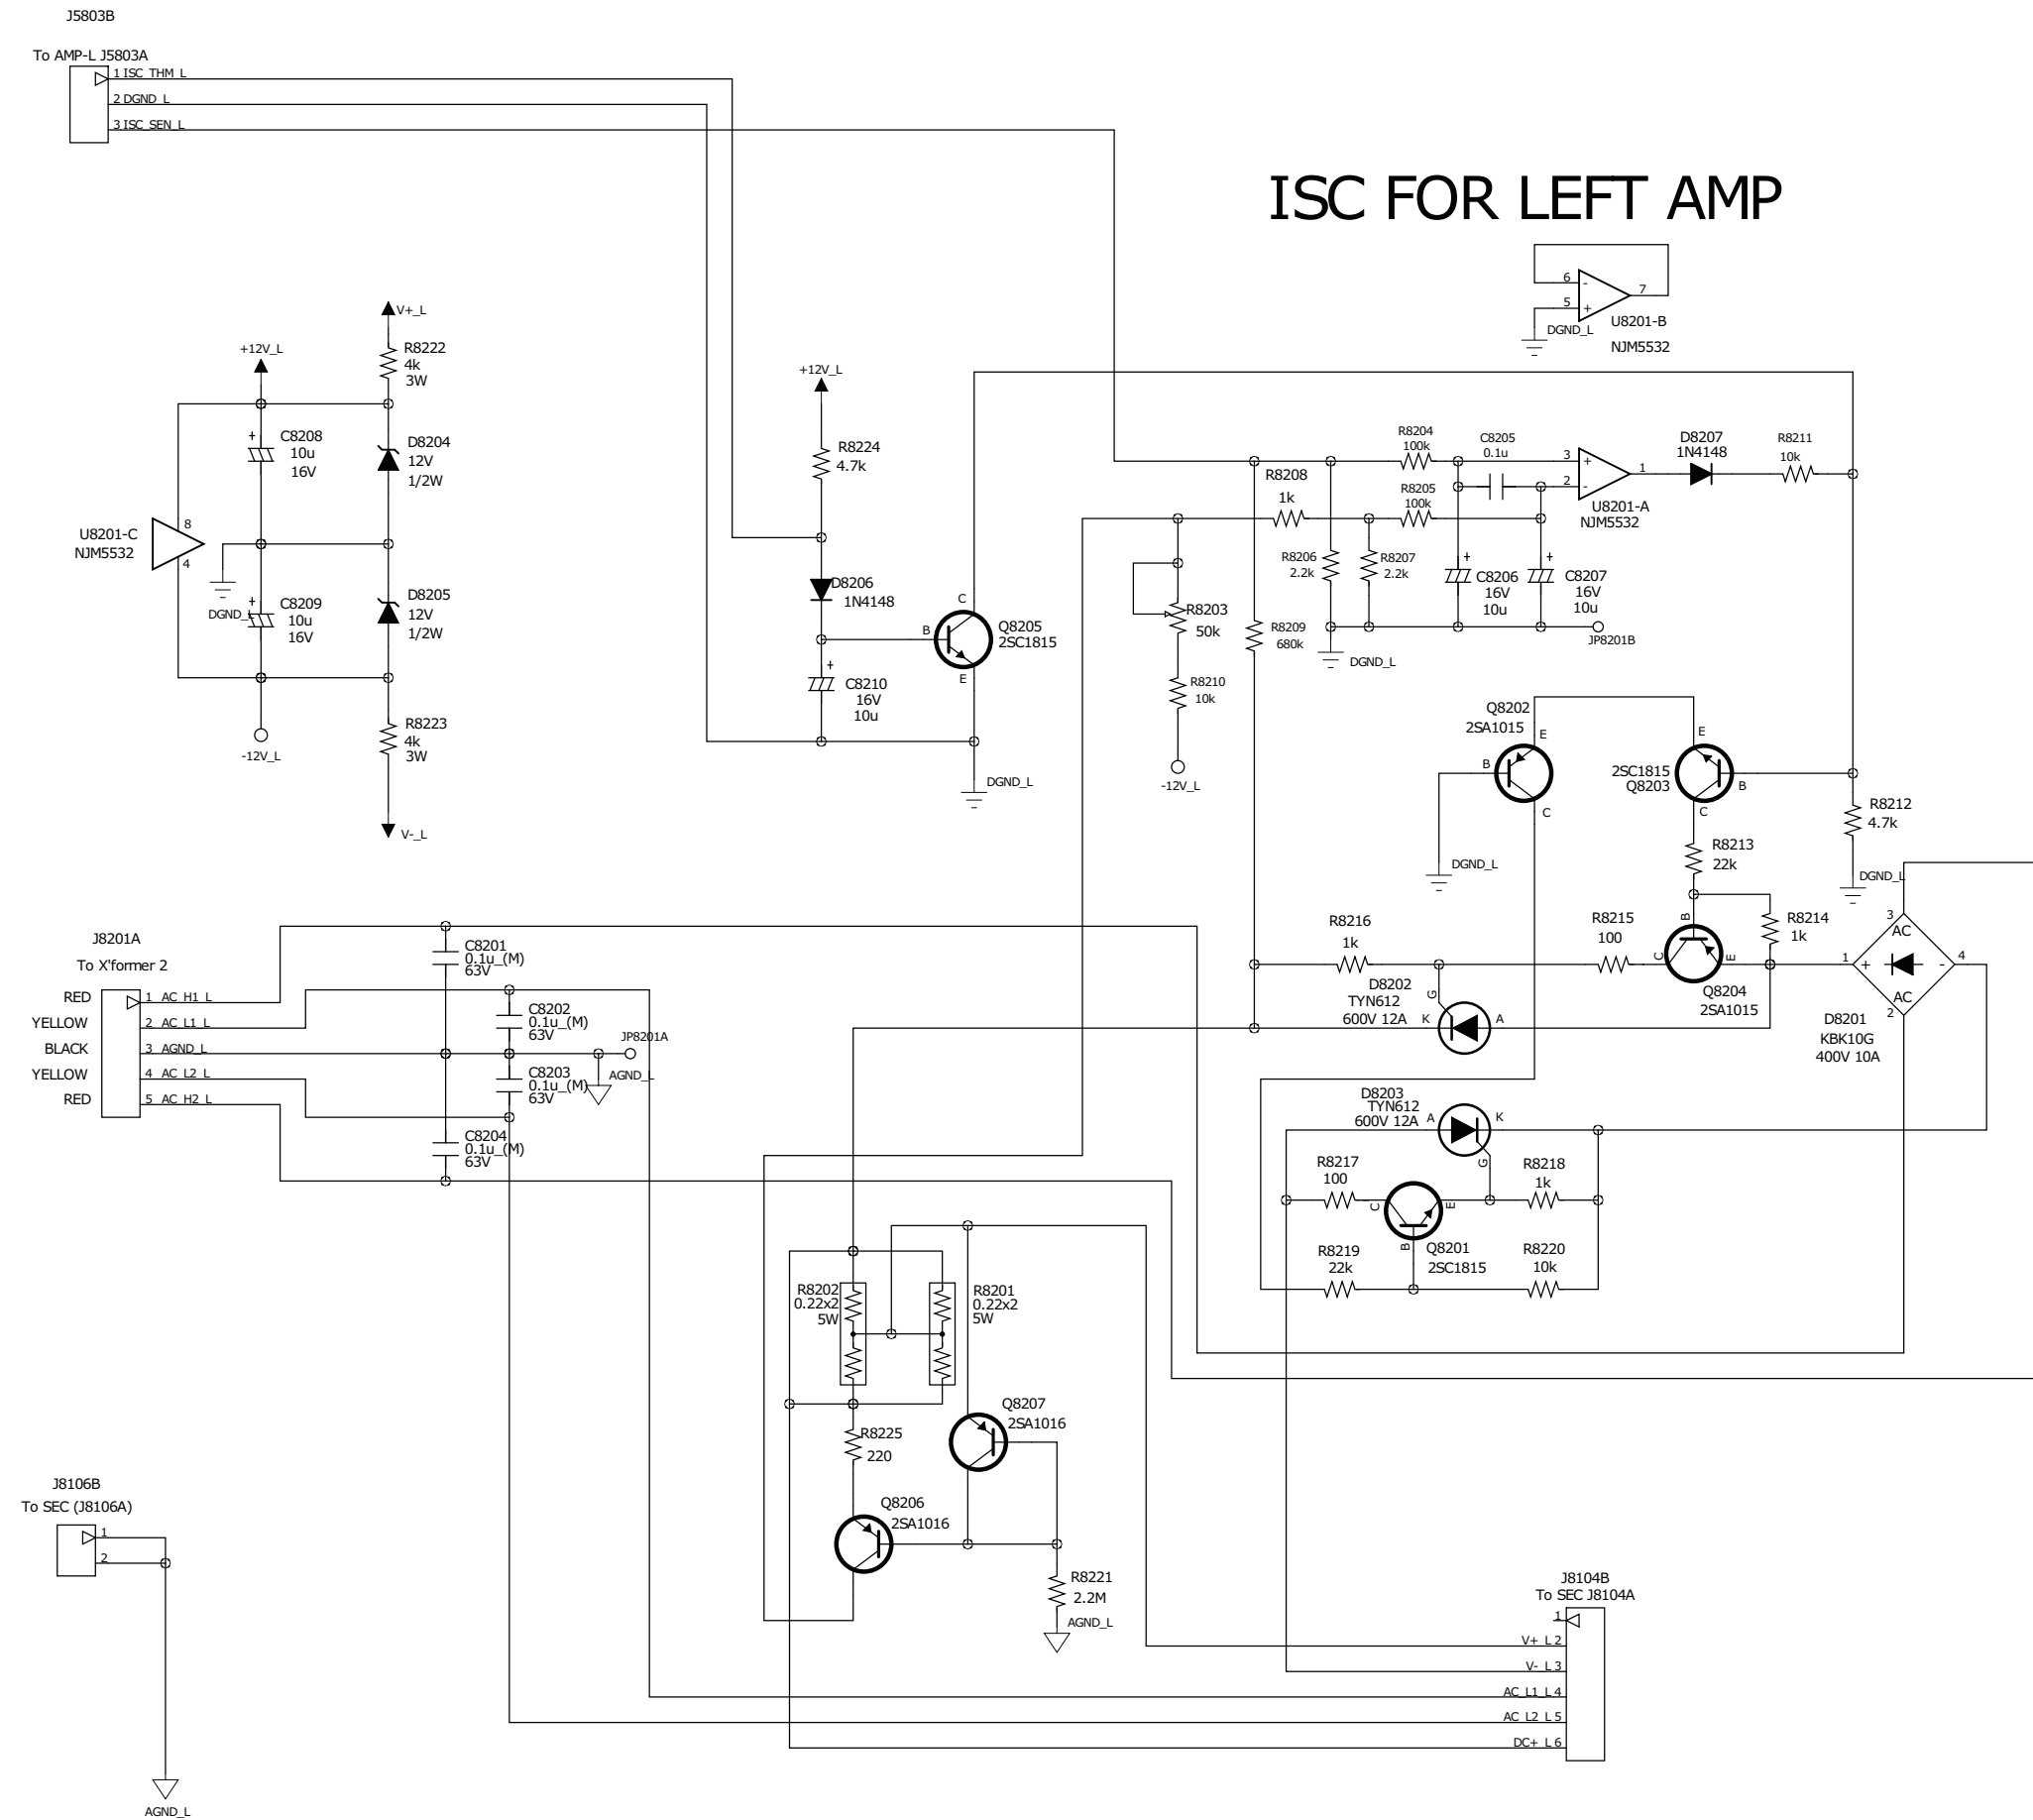 J5803B
To AMP-L J5803A
1 ISC_THM_L
2 DGND_L
3 ISC_SEN_L
ISC FOR LEFT AMP
6
-
5
+
7
DGND_L
U8201-B
NJM5532
V+_L
R8222
4k
3W
+12V_L
C8208
+
10u
16V
D8204
12V
1/2W
U8201-C
NJM5532
8
4
DGND_L
C8209
+
10u
16V
D8205
12V
1/2W
R8223
4k
3W
-12V_L
V-_L
+12V_L
R8224
4.7k
D8206
1N4148
C
B
E
Q8205
2SC1815
+
C8210
16V
10u
DGND_L
R8204
100k
C8205
0.1u
3
+
2
-
1
U8201-A
NJM5532
D8207
1N4148
R8211
10k
R8208
1k
R8205
100k
R8206
2.2k
R8207
2.2k
+
C8206
16V
10u
+
C8207
16V
10u
JP8201B
DGND_L
R8203
50k
R8209
680k
R8210
10k
-12V_L
Q8202
2SA1015
E
B
C
DGND_L
E
2SC1815
Q8203
B
C
R8212
4.7k
DGND_L
R8213
22k
R8216
1k
R8215
100
B
C
E
R8214
1k
Q8204
2SA1015
3
AC
1
+
-
4
AC
2
D8201
KBK10G
400V 10A
D8202
TYN612
600V 12A
G
K
A
D8203
TYN612
600V 12A
A
K
G
R8217
100
R8218
1k
C
E
B
Q8201
2SC1815
R8219
22k
R8220
10k
J8201A
To X'former 2
RED
1 AC_H1_L
YELLOW
2 AC_L1_L
BLACK
3 AGND_L
YELLOW
4 AC_L2_L
RED
5 AC_H2_L
C8201
0.1u_(M)
63V
C8202
0.1u_(M)
63V
JP8201A
AGND_L
C8203
0.1u_(M)
63V
C8204
0.1u_(M)
63V
R8202
0.22x2
5W
R8201
0.22x2
5W
R8225
220
Q8207
2SA1016
Q8206
2SA1016
R8221
2.2M
AGND_L
J8106B
To SEC (J8106A)
1
2
AGND_L
J8104B
To SEC J8104A
1
V+_L 2
V-_L 3
AC_L1_L 4
AC_L2_L 5
DC+_L 6